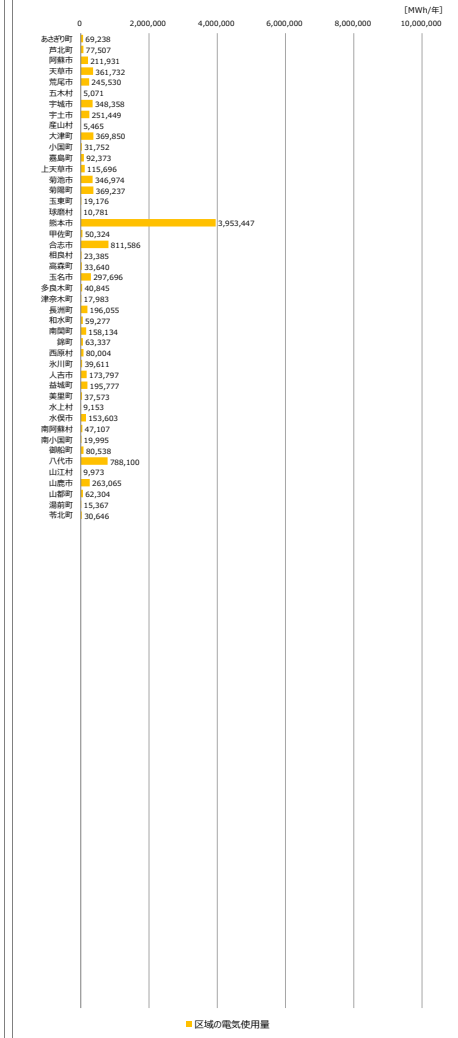 [MWh/年]
0 2,000,000 4,000,000 6,000,000 8,000,000 10,000,000
あさぎり町 69,238
芦北町 77,507
阿蘇市 211,931
天草市 361,732
荒尾市 245,530
五木村 5,071
宇城市 348,358
宇土市 251,449
産山村 5,465
大津町 369,850
小国町 31,752
嘉島町 92,373
上天草市 115,696
菊池市 346,974
菊陽町 369,237
玉東町 19,176
球磨村 10,781
熊本市 3,953,447
甲佐町 50,324
合志市 811,586
相良村 23,385
高森町 33,640
玉名市 297,696
多良木町 40,845
津奈木町 17,983
長洲町 196,055
和水町 59,277
南関町 158,134
錦町 63,337
西原村 80,004
氷川町 39,611
人吉市 173,797
益城町 195,777
美里町 37,573
水上村 9,153
水俣市 153,603
南阿蘇村 47,107
南小国町 19,995
御船町 80,538
八代市 788,100
山江村 9,973
山鹿市 263,065
山都町 62,304
湯前町 15,367
苓北町 30,646
区域の電気使用量